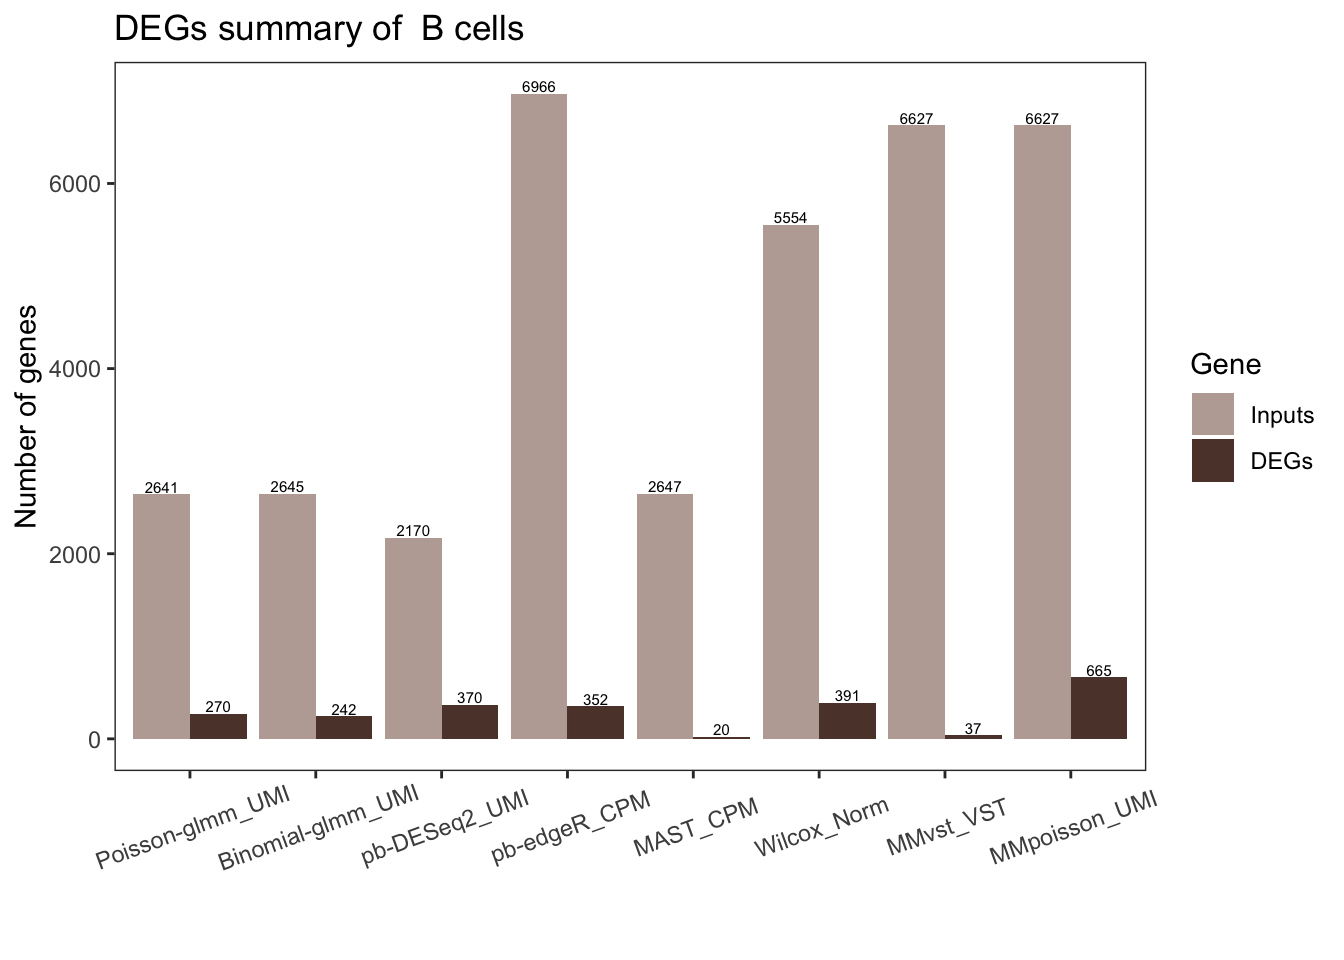 DEGs summary of  B cells
Number of genes
6000
4000
2000
0
2641
270
2645
242
2170
370
6966
352
2647
20
5554
391
6627
37
6627
665
Poisson-glmm_UMI
Binomial-glmm_UMI
pb-DESeq2_UMI
pb-edgeR_CPM
MAST_CPM
Wilcox_Norm
MMvst_VST
MMpoisson_UMI
Gene
Inputs
DEGs